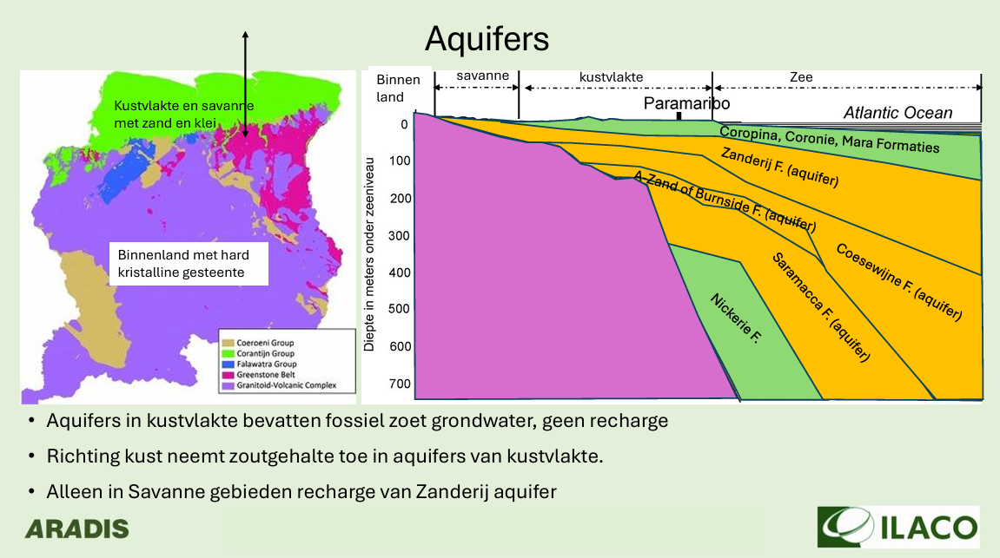 Aquifers
Kustvlakte en savanne
met zand en klei
Binnenland met hard
kristalline gesteente
Coeroeni Group
Corantijn Group
Falawatra Group
Greenstone Belt
Granitoid-Volcanic Complex
Binnen
land
savanne
kustvlakte
Zee
Paramaribo
Atlantic Ocean
Diepte in meters onder zeeniveau
0
100
200
300
400
500
600
700
Coropina, Coronie, Mara Formaties
Zanderij F. (aquifer)
A Zand of Burnside F. (aquifer)
Coesewijne F. (aquifer)
Saramacca F. (aquifer)
Nickerie F.
• Aquifers in kustvlakte bevatten fossiel zoet grondwater, geen recharge
• Richting kust neemt zoutgehalte toe in aquifers van kustvlakte.
• Alleen in Savanne gebieden recharge van Zanderij aquifer
ARADIS
ILACO